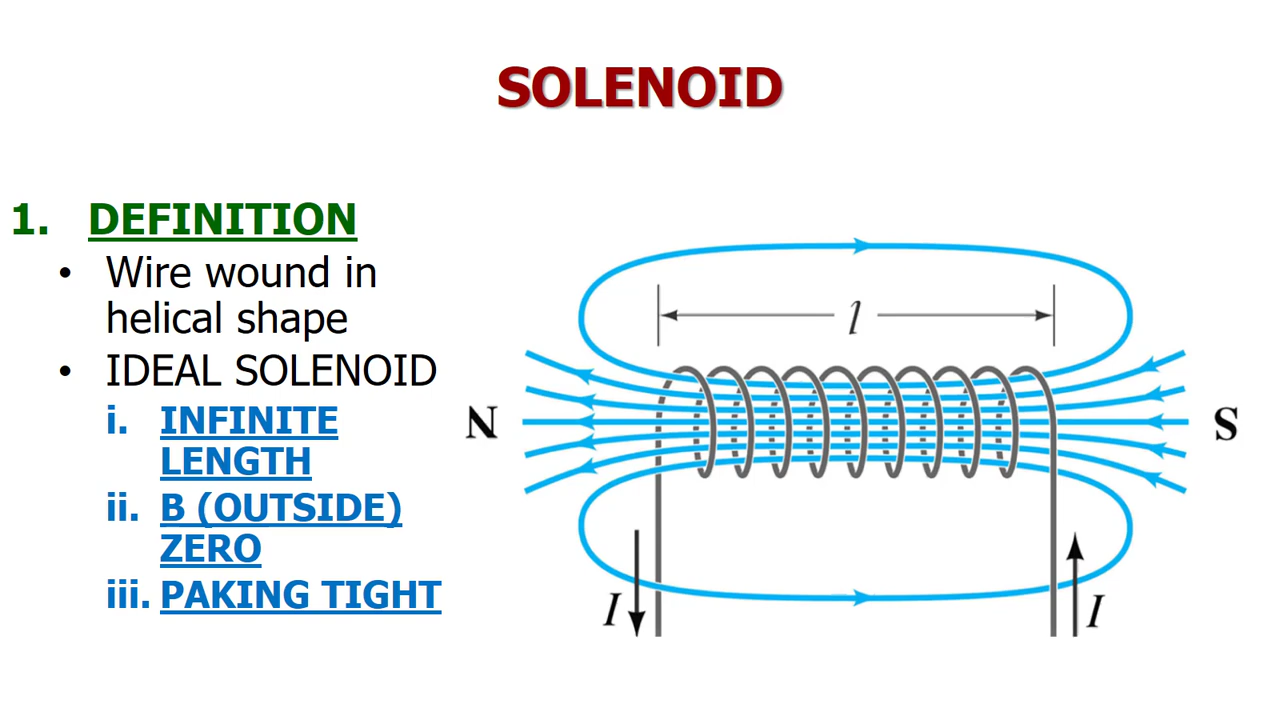 SOLENOID
1. DEFINITION
• Wire wound in
helical shape
• IDEAL SOLENOID
i. INFINITE
LENGTH
ii. B (OUTSIDE)
ZERO
iii. PAKING TIGHT
l
N
S
I
I